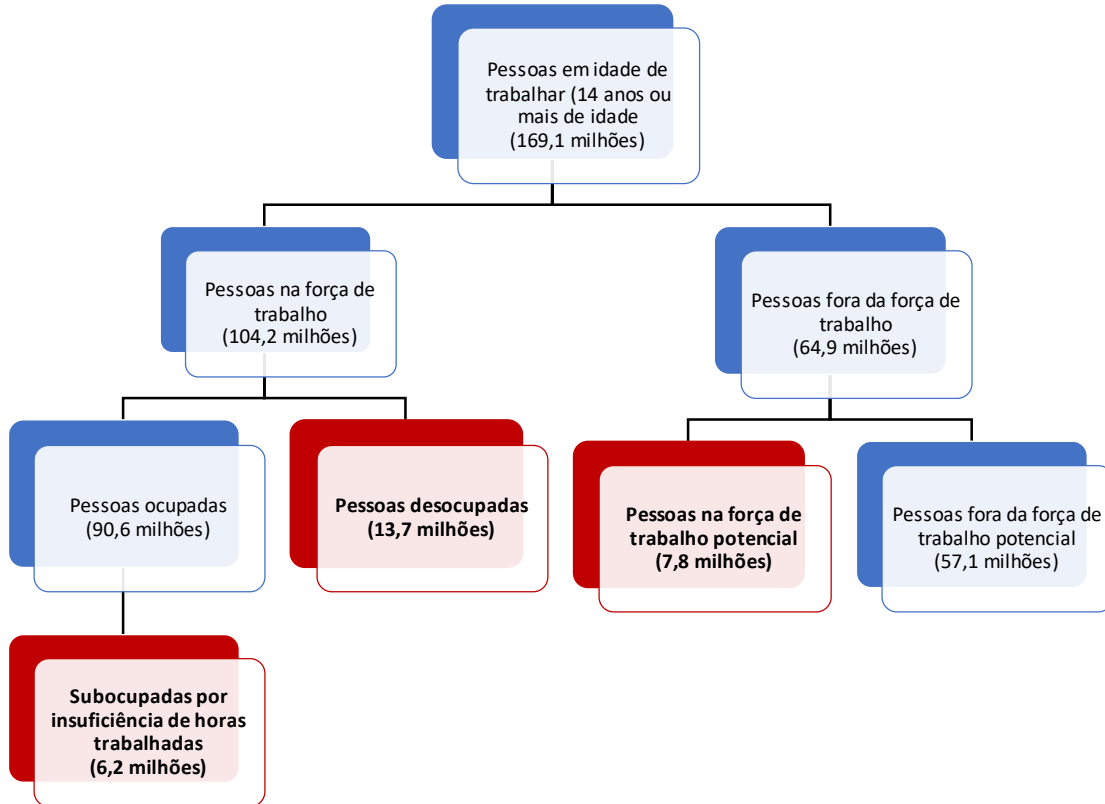 Pessoas em idade de
trabalhar (14 anos ou
mais de idade
(169,1 milhões)
Pessoas na força de
trabalho
(104,2 milhões)
Pessoas fora da força de
trabalho
(64,9 milhões)
Pessoas ocupadas
(90,6 milhões)
Pessoas desocupadas
(13,7 milhões)
Pessoas na força de
trabalho potencial
(7,8 milhões)
Pessoas fora da força de
trabalho potencial
(57,1 milhões)
Subocupadas por
insuficiência de horas
trabalhadas
(6,2 milhões)